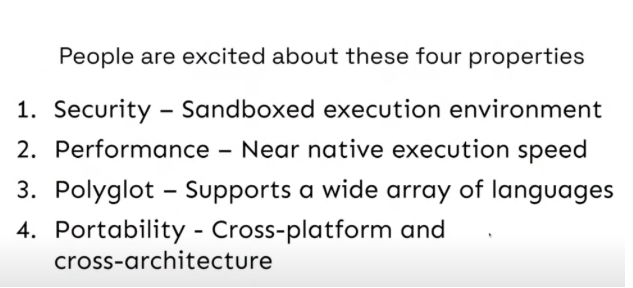 People are excited about these four properties
1. Security – Sandboxed execution environment
2. Performance – Near native execution speed
3. Polyglot – Supports a wide array of languages
4. Portability - Cross-platform and
cross-architecture